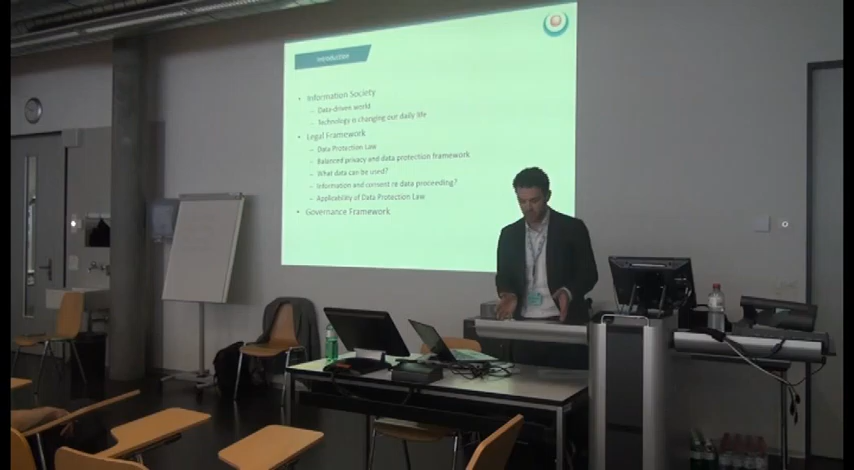 Introduction
• Information Society
– Data-driven world
– Technology is changing our daily life
• Legal Framework
– Data Protection Law
– Balanced privacy and data protection framework
– What data can be used?
– Information and consent re data proceeding?
– Applicability of Data Protection Law
• Governance Framework